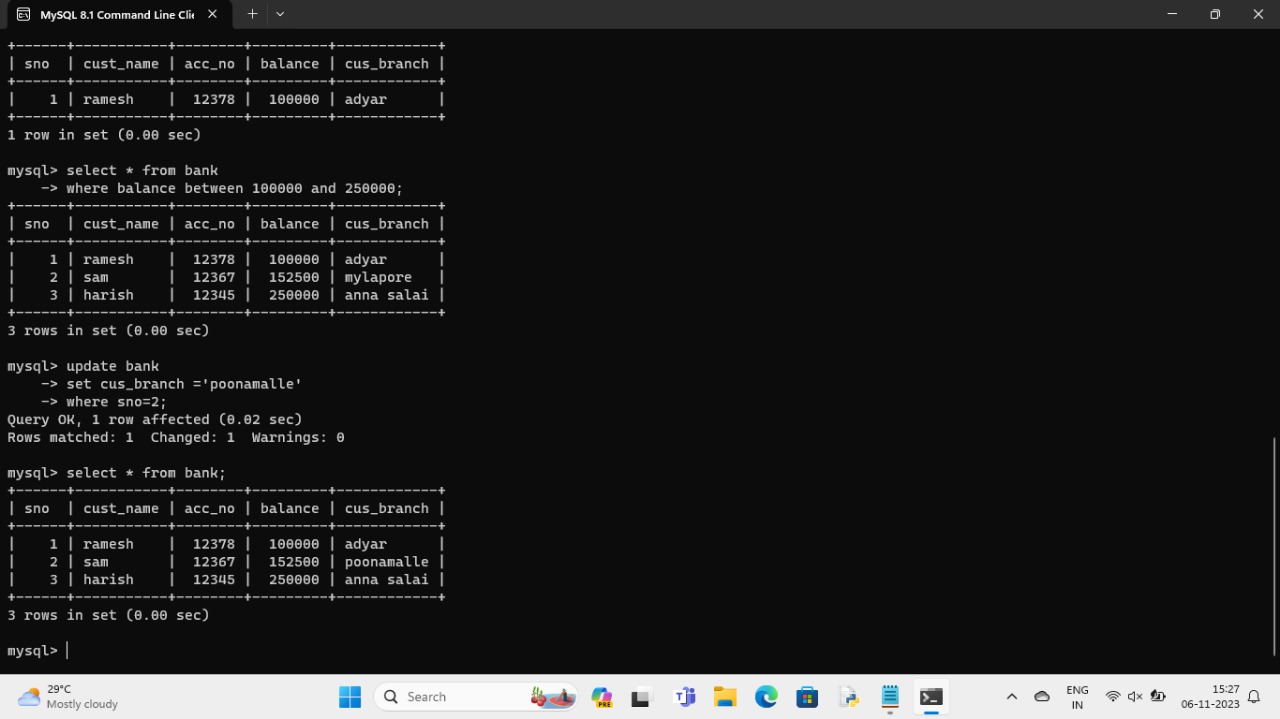 MySQL 8.1 Command Line Clie
+------+-----------+--------+---------+------------+
| sno  | cust_name | acc_no | balance | cus_branch |
+------+-----------+--------+---------+------------+
|    1 | ramesh    |  12378 |  100000 | adyar      |
+------+-----------+--------+---------+------------+
1 row in set (0.00 sec)
mysql> select * from bank
    -> where balance between 100000 and 250000;
+------+-----------+--------+---------+------------+
| sno  | cust_name | acc_no | balance | cus_branch |
+------+-----------+--------+---------+------------+
|    1 | ramesh    |  12378 |  100000 | adyar      |
|    2 | sam       |  12367 |  152500 | mylapore   |
|    3 | harish    |  12345 |  250000 | anna salai |
+------+-----------+--------+---------+------------+
3 rows in set (0.00 sec)
mysql> update bank
    -> set cus_branch ='poonamalle'
    -> where sno=2;
Query OK, 1 row affected (0.02 sec)
Rows matched: 1  Changed: 1  Warnings: 0
mysql> select * from bank;
+------+-----------+--------+---------+------------+
| sno  | cust_name | acc_no | balance | cus_branch |
+------+-----------+--------+---------+------------+
|    1 | ramesh    |  12378 |  100000 | adyar      |
|    2 | sam       |  12367 |  152500 | poonamalle |
|    3 | harish    |  12345 |  250000 | anna salai |
+------+-----------+--------+---------+------------+
3 rows in set (0.00 sec)
mysql>
29°C
Mostly cloudy
Search
PRE
ENG
IN
15:27
06-11-2023